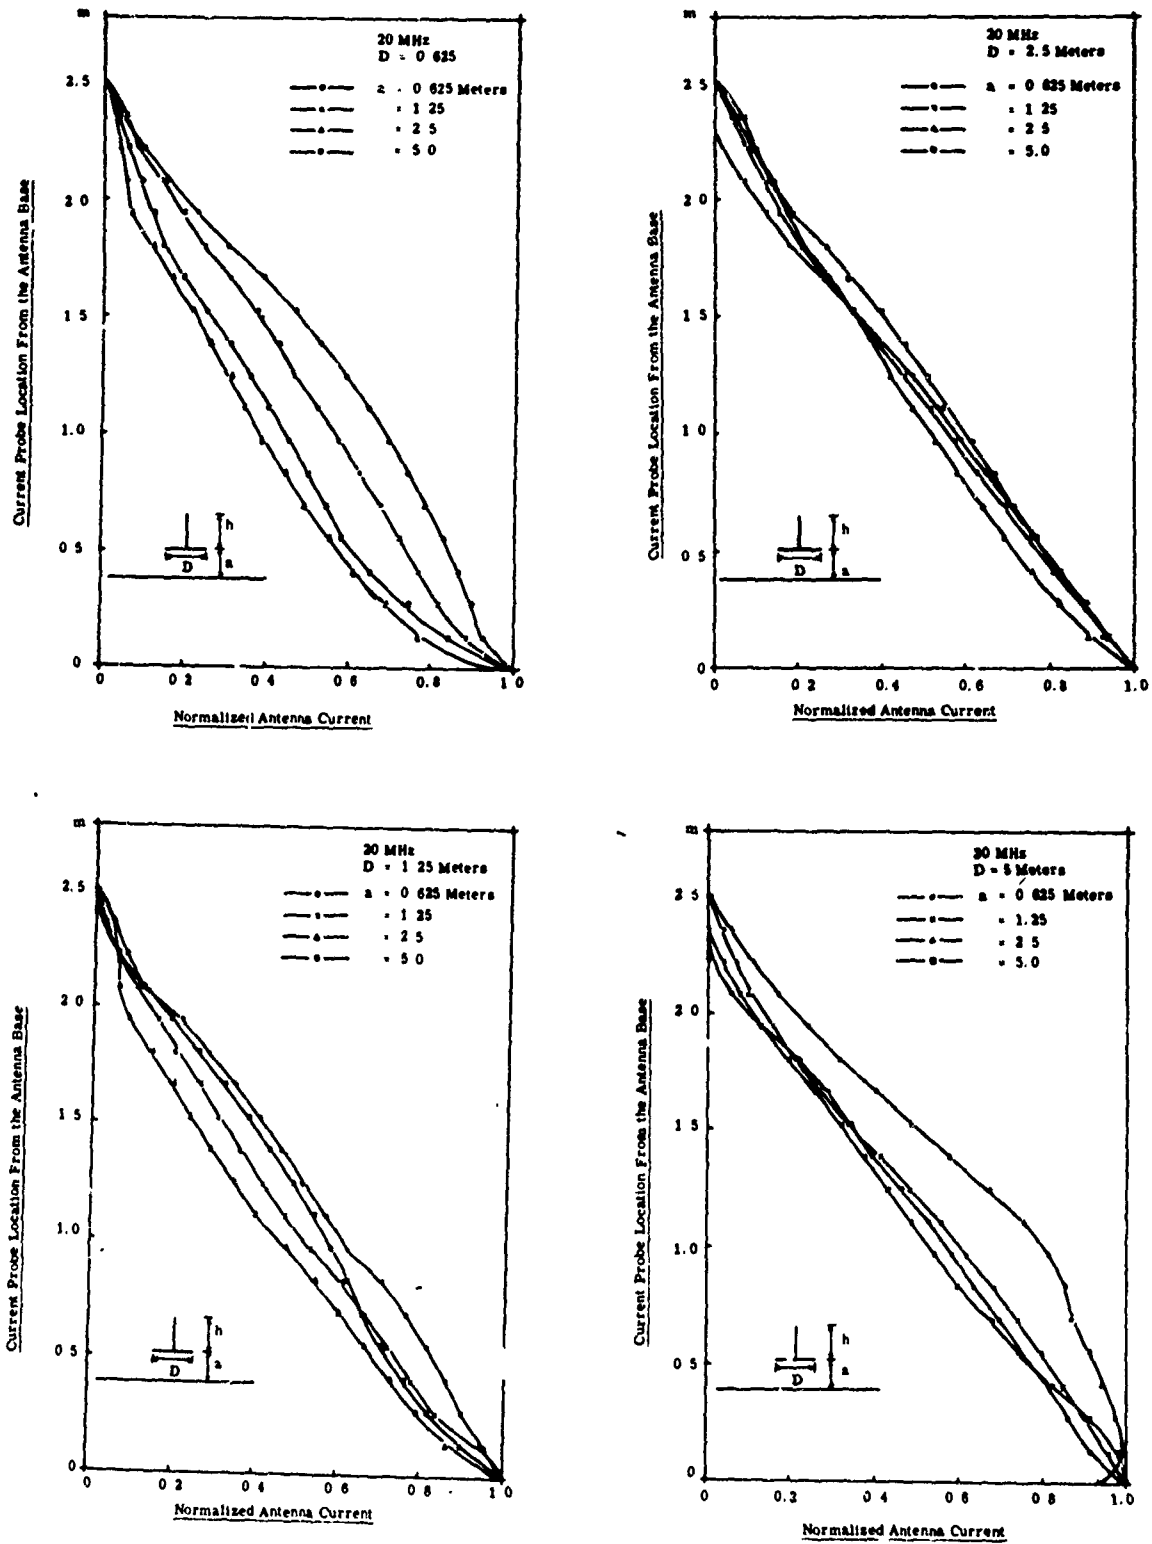 m
20 MHz
D = 0 625
a = 0 625 Meters
= 1 25
= 2 5
= 5 0
2.5
2 0
1 5
1.0
0 5
0
Current Probe Location From the Antenna Base
h
D
a
0 0 2 0 4 0 6 0 8 1 0
Normalized Antenna Current
m
20 MHz
D = 2.5 Meters
a = 0 625 Meters
= 1 25
= 2 5
= 5.0
2 5
2 0
1 5
1 0
0 5
0
Current Probe Location From the Antenna Base
h
D
a
0 0 2 0 4 0 6 0 8 1.0
Normalized Antenna Current
m
20 MHz
D = 1 25 Meters
a = 0 625 Meters
= 1 25
= 2 5
= 5 0
2.5
2 0
1 5
1.0
0 5
0
Current Probe Location From the Antenna Base
h
D
a
0 0 2 0 4 0 6 0 8 1 0
Normalized Antenna Current
m
D = 5 Meters
a = 0 625 Meters
= 1.25
= 2 5
= 5.0
2 5
2 0
1 5
1 0
0 5
0
Current Probe Location From the Antenna Base
h
D
a
0 0.2 0 4 0 6 0.8 1.0
Normalized Antenna Current